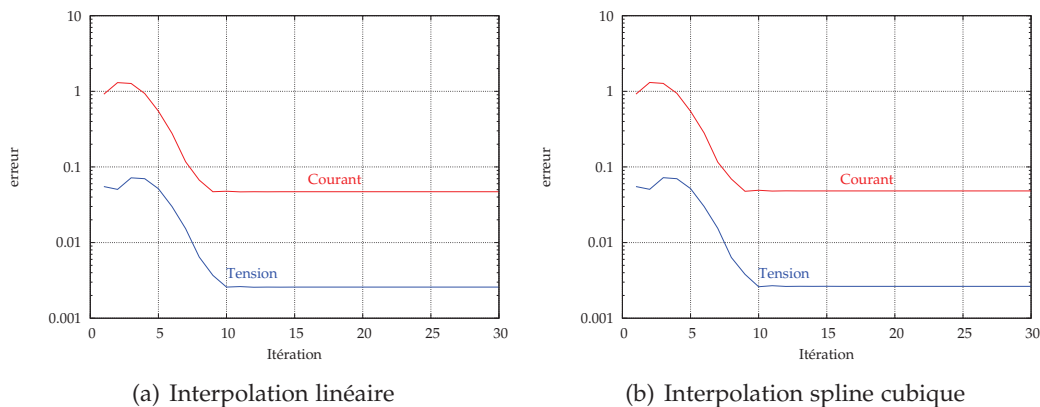 10
1
0.1
0.01
0.001
erreur
Courant
Tension
0 5 10 15 20 25 30
Itération
(a) Interpolation linéaire
10
1
0.1
0.01
0.001
erreur
Courant
Tension
0 5 10 15 20 25 30
Itération
(b) Interpolation spline cubique